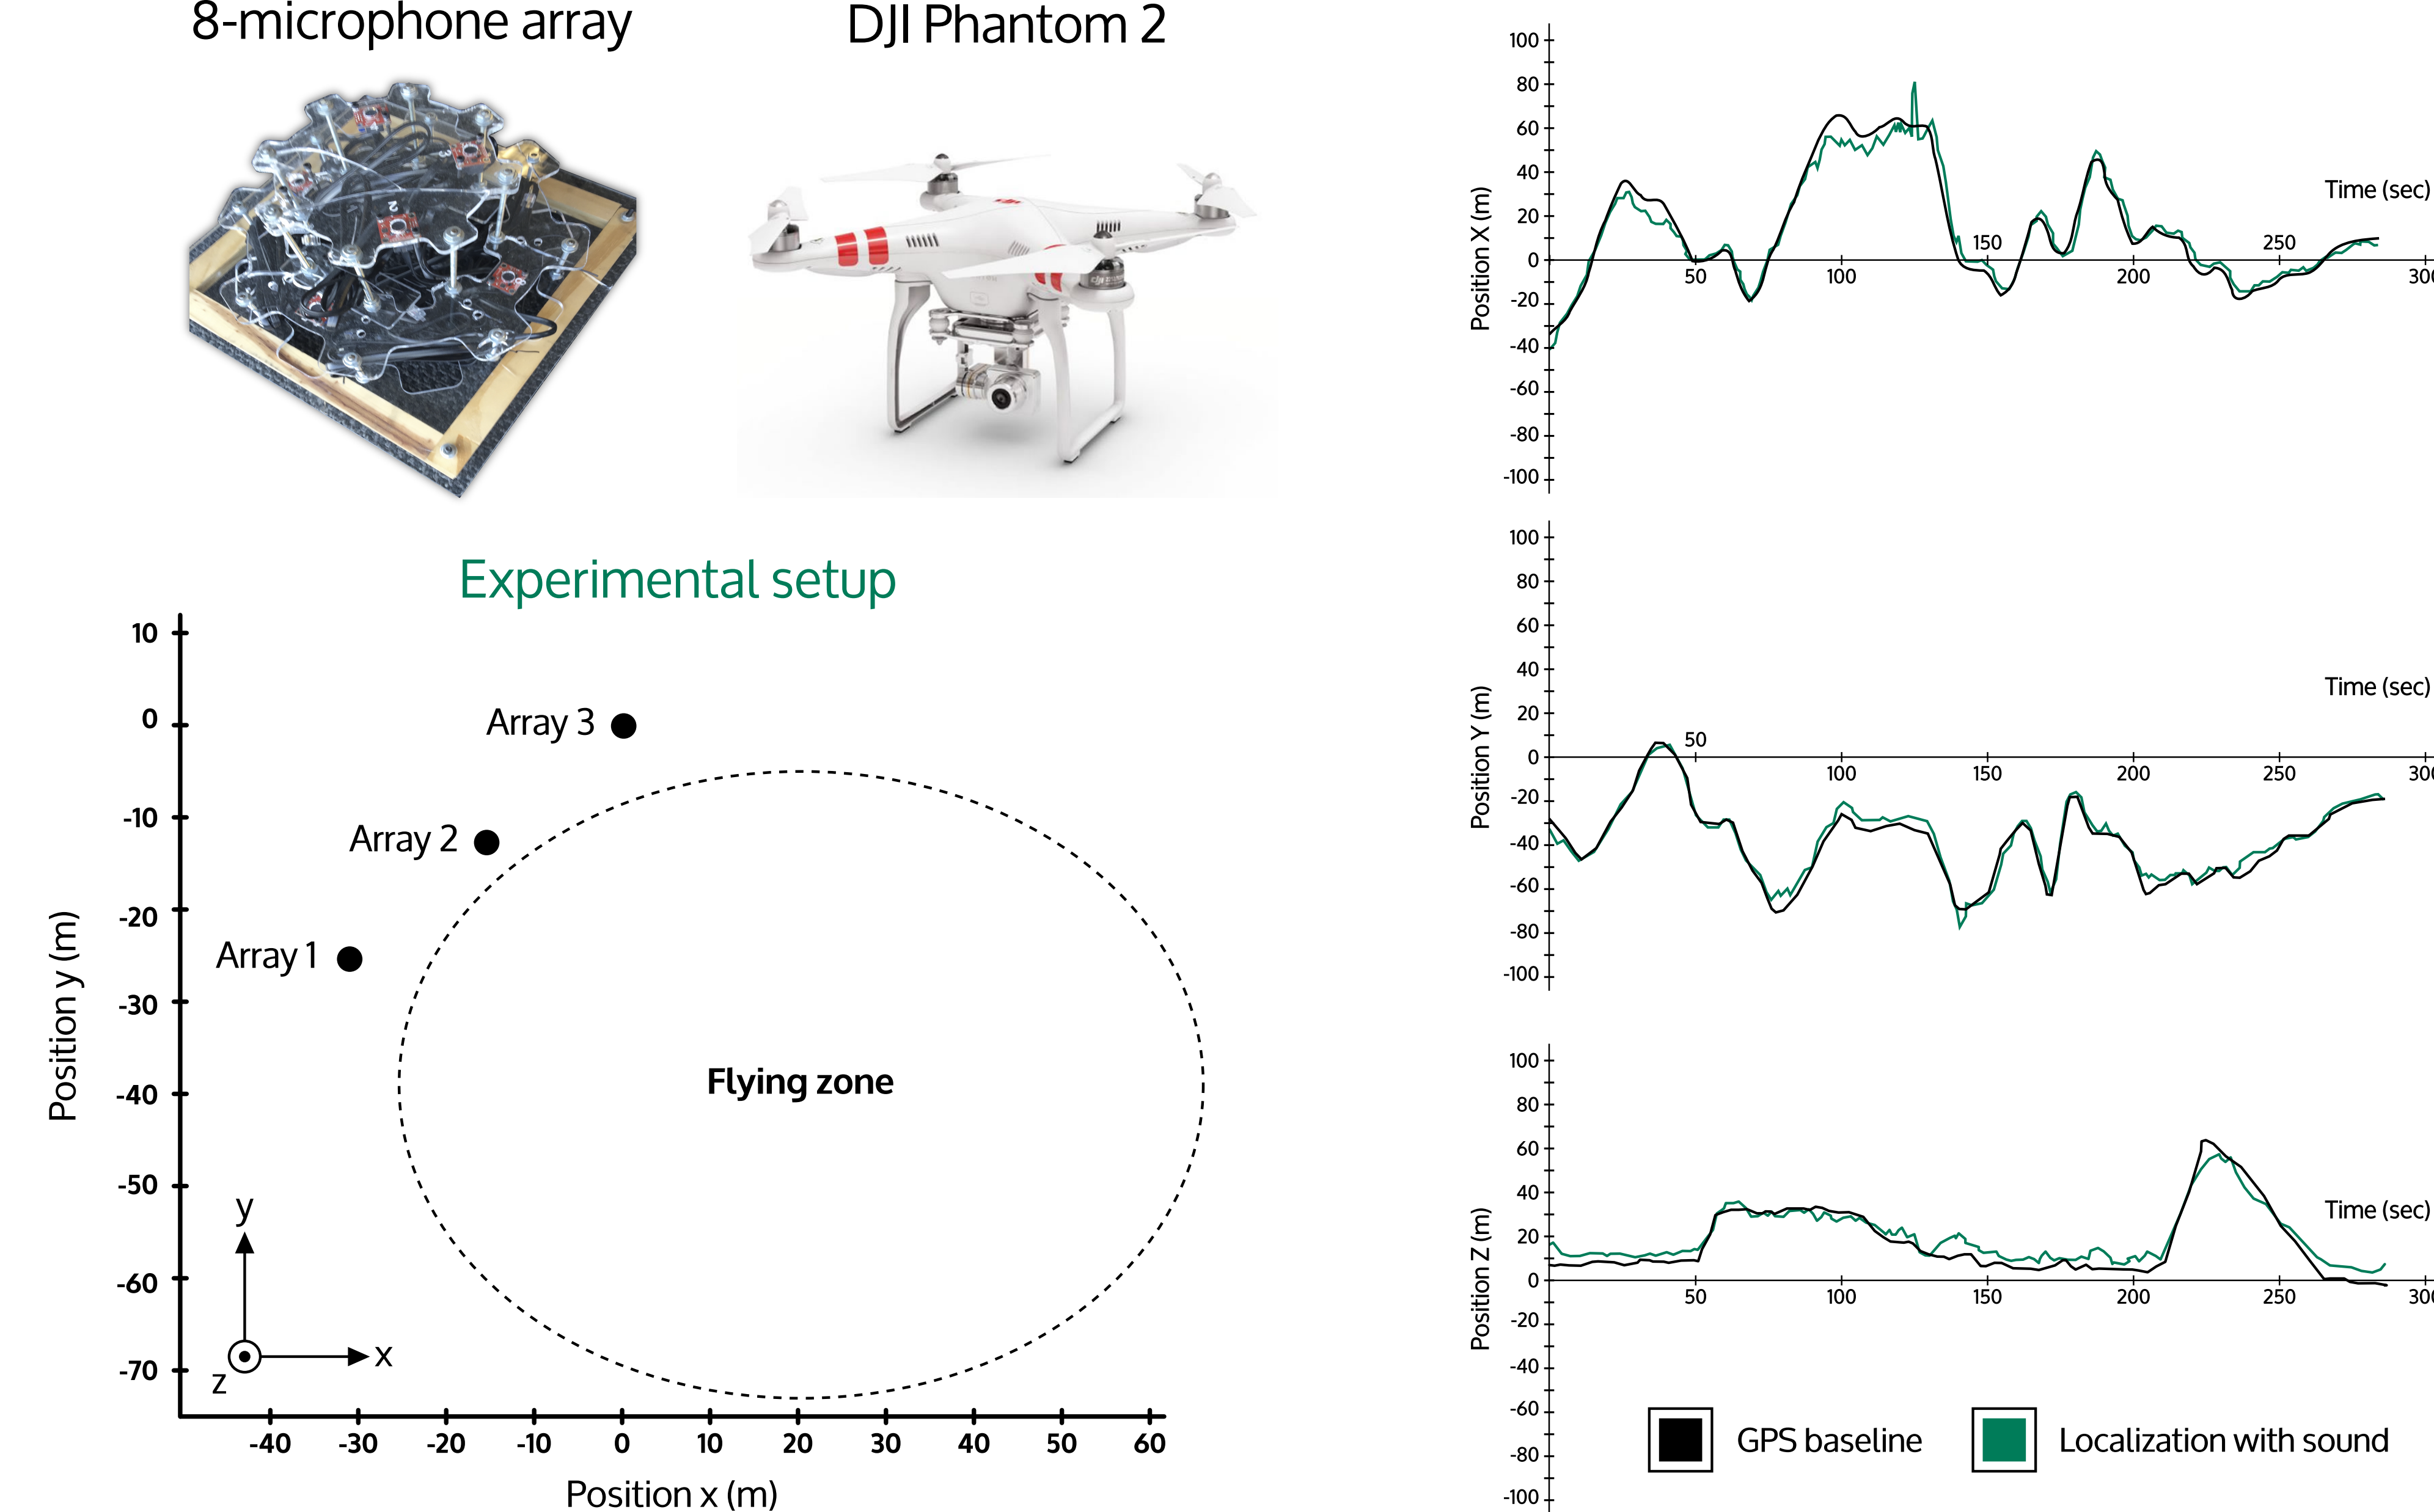 8-microphone array
DJI Phantom 2
Experimental setup
10
0
-10
-20
-30
-40
-50
-60
-70
Position y (m)
Array 3
Array 2
Array 1
Flying zone
y
x
z
-40 -30 -20 -10 0 10 20 30 40 50 60
Position x (m)
100
80
60
40
20
0
-20
-40
-60
-80
-100
Position X (m)
Time (sec)
50 100 150 200 250 300
100
80
60
40
20
0
-20
-40
-60
-80
-100
Position Y (m)
Time (sec)
50 100 150 200 250 300
100
80
60
40
20
0
-20
-40
-60
-80
-100
Position Z (m)
Time (sec)
50 100 150 200 250 300
GPS baseline
Localization with sound